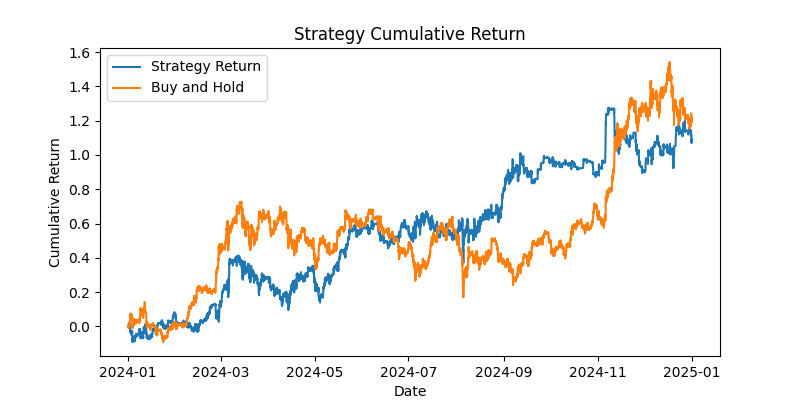 Strategy Cumulative Return
Strategy Return
Buy and Hold
Cumulative Return
1.6
1.4
1.2
1.0
0.8
0.6
0.4
0.2
0.0
2024-01 2024-03 2024-05 2024-07 2024-09 2024-11 2025-01
Date